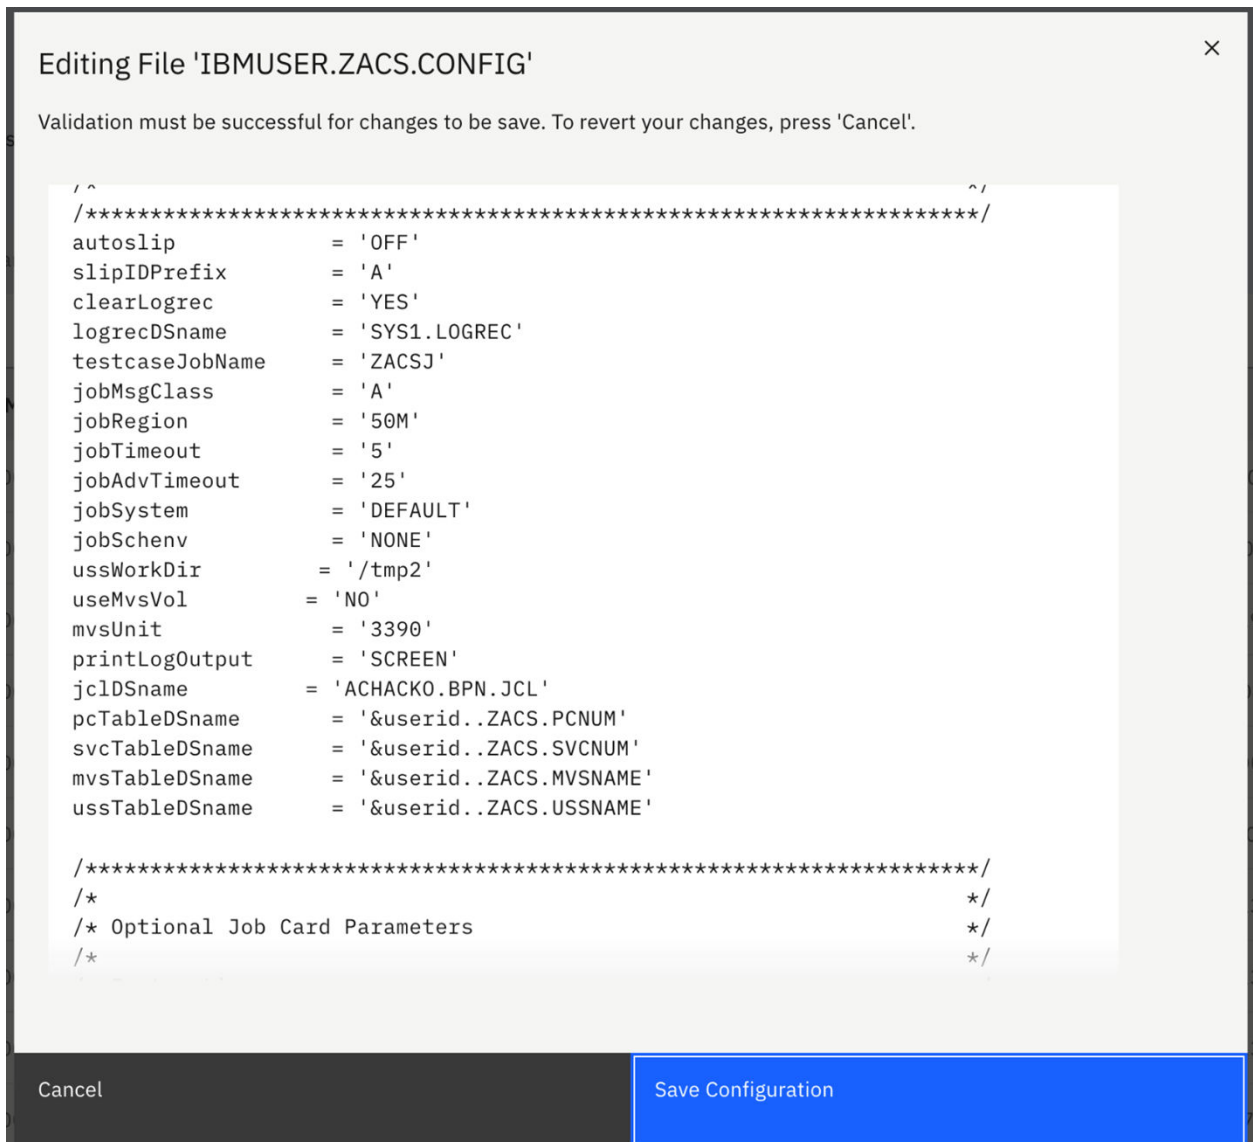 Editing File 'IBMUSER.ZACS.CONFIG'
Validation must be successful for changes to be save. To revert your changes, press 'Cancel'.
/*                                                                   */
/*********************************************************************/
autoslip            = 'OFF'
slipIDPrefix        = 'A'
clearLogrec         = 'YES'
logrecDSname        = 'SYS1.LOGREC'
testcaseJobName     = 'ZACSJ'
jobMsgClass         = 'A'
jobRegion           = '50M'
jobTimeout          = '5'
jobAdvTimeout       = '25'
jobSystem           = 'DEFAULT'
jobSchenv           = 'NONE'
ussWorkDir         = '/tmp2'
useMvsVol         = 'NO'
mvsUnit             = '3390'
printLogOutput      = 'SCREEN'
jclDSname         = 'ACHACKO.BPN.JCL'
pcTableDSname       = '&userid..ZACS.PCNUM'
svcTableDSname      = '&userid..ZACS.SVCNUM'
mvsTableDSname      = '&userid..ZACS.MVSNAME'
ussTableDSname      = '&userid..ZACS.USSNAME'
/*********************************************************************/
/*                                                                   */
/* Optional Job Card Parameters                                      */
/*                                                                   */
Cancel
Save Configuration